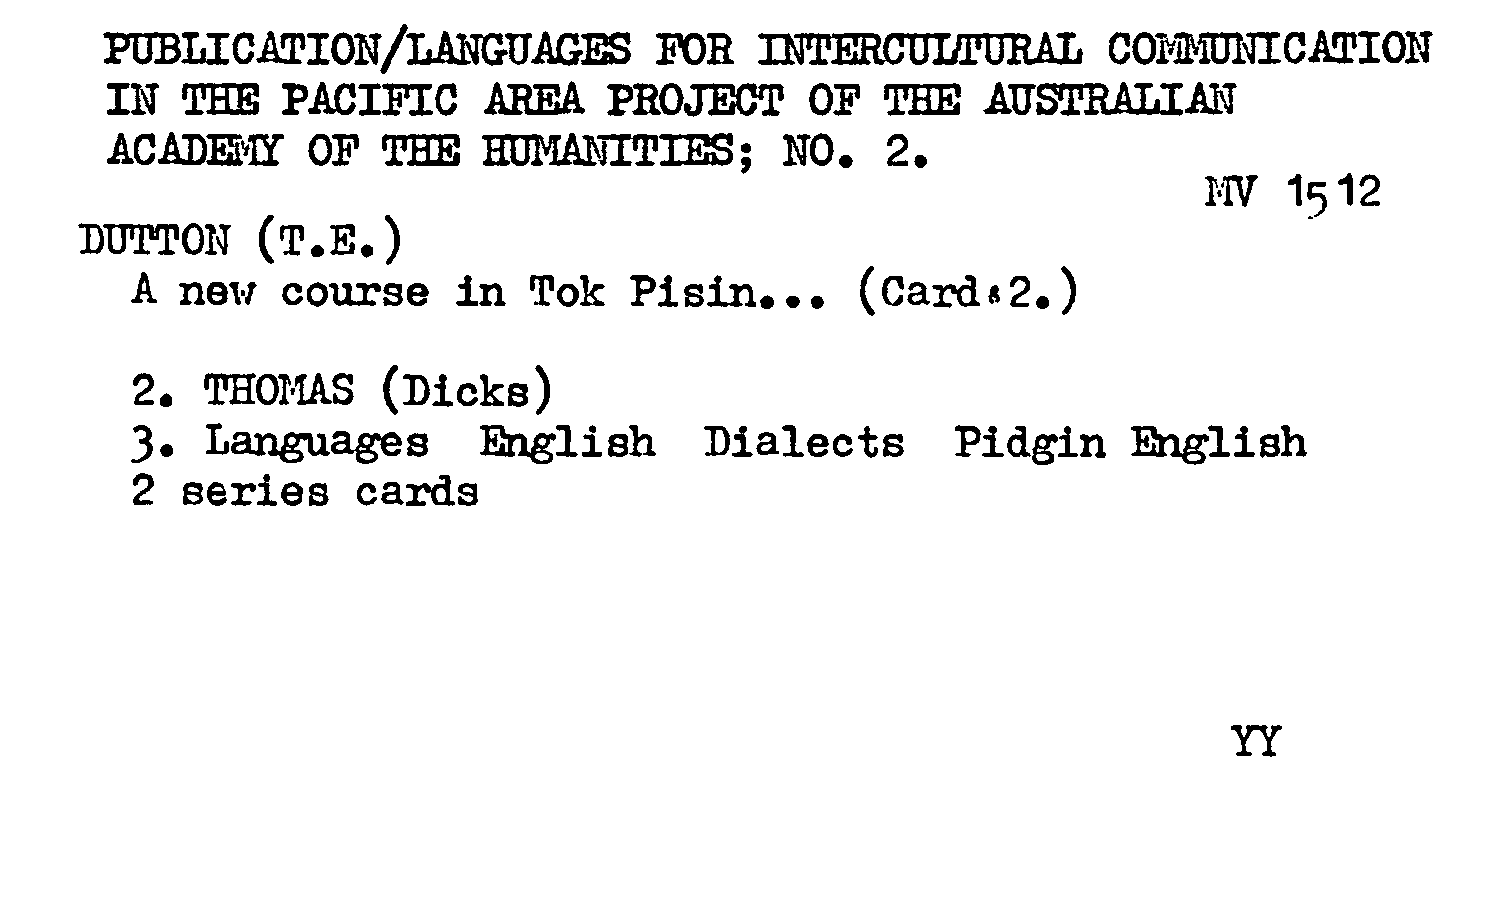 PUBLICATION/LANGUAGES FOR INTERCULTURAL COMMUNICATION
IN THE PACIFIC AREA PROJECT OF THE AUSTRALIAN
ACADEMY OF THE HUMANITIES; NO. 2.
MV 1512
DUTTON (T.E.)
A new course in Tok Pisin... (Card 2.)
2. THOMAS (Dicks)
3. Languages English Dialects Pidgin English
2 series cards
YY